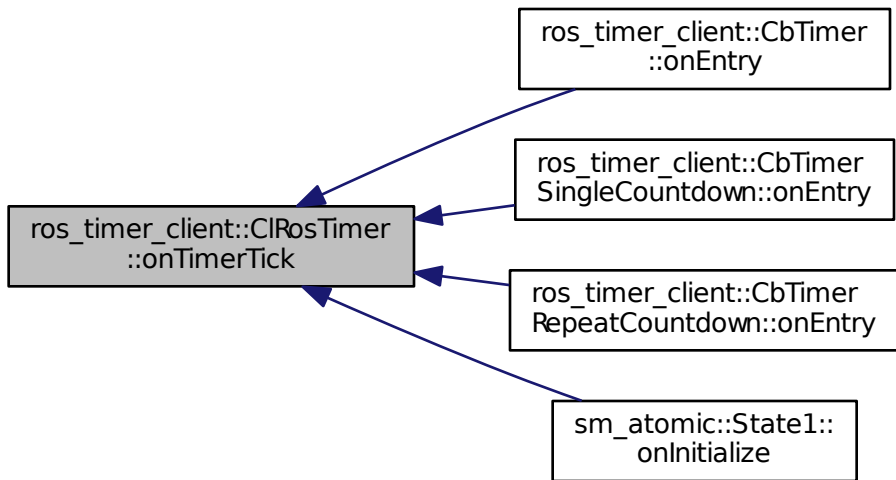 ros_timer_client::CbTimer
::onEntry
ros_timer_client::CbTimer
SingleCountdown::onEntry
ros_timer_client::ClRosTimer
::onTimerTick
ros_timer_client::CbTimer
RepeatCountdown::onEntry
sm_atomic::State1::
onInitialize